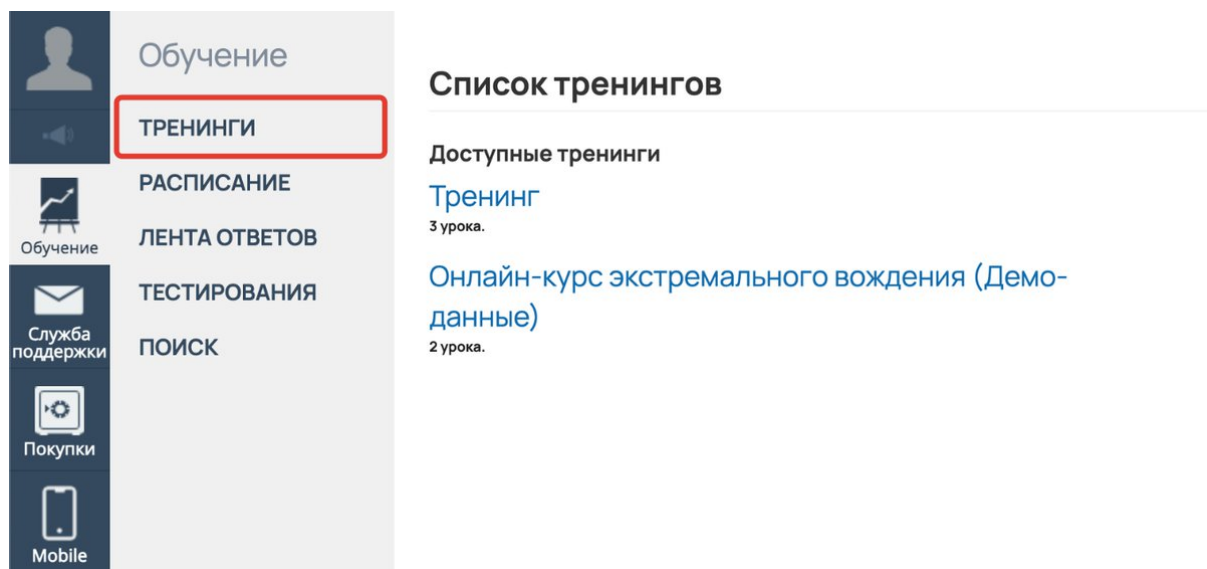 Обучение
Служба
поддержки
Покупки
Mobile
Обучение
ТРЕНИНГИ
РАСПИСАНИЕ
ЛЕНТА ОТВЕТОВ
ТЕСТИРОВАНИЯ
ПОИСК
Список тренингов
Доступные тренинги
Тренинг
3 урока.
Онлайн-курс экстремального вождения (Демо-
данные)
2 урока.